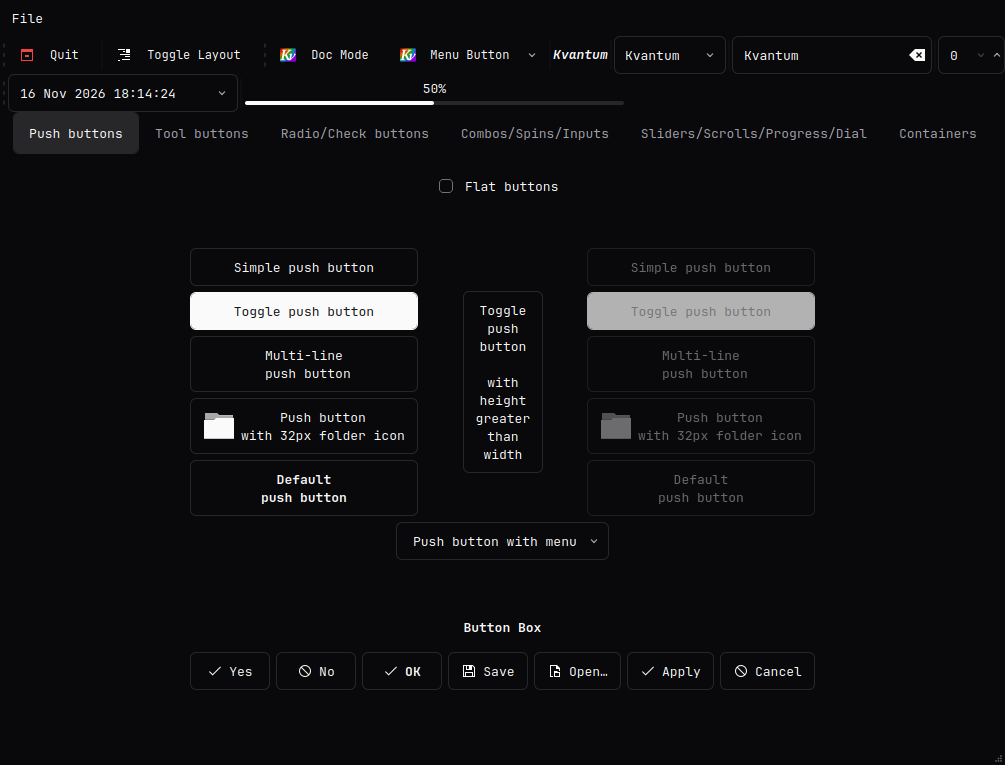 File
Quit
Toggle Layout
Doc Mode
Menu Button
Kvantum
Kvantum
Kvantum
0
16 Nov 2026 18:14:24
50%
Push buttons
Tool buttons
Radio/Check buttons
Combos/Spins/Inputs
Sliders/Scrolls/Progress/Dial
Containers
Flat buttons
Simple push button
Toggle push button
Multi-line
push button
Push button
with 32px folder icon
Default
push button
Toggle
push
button
with
height
greater
than
width
Simple push button
Toggle push button
Multi-line
push button
Push button
with 32px folder icon
Default
push button
Push button with menu
Button Box
Yes
No
OK
Save
Open…
Apply
Cancel